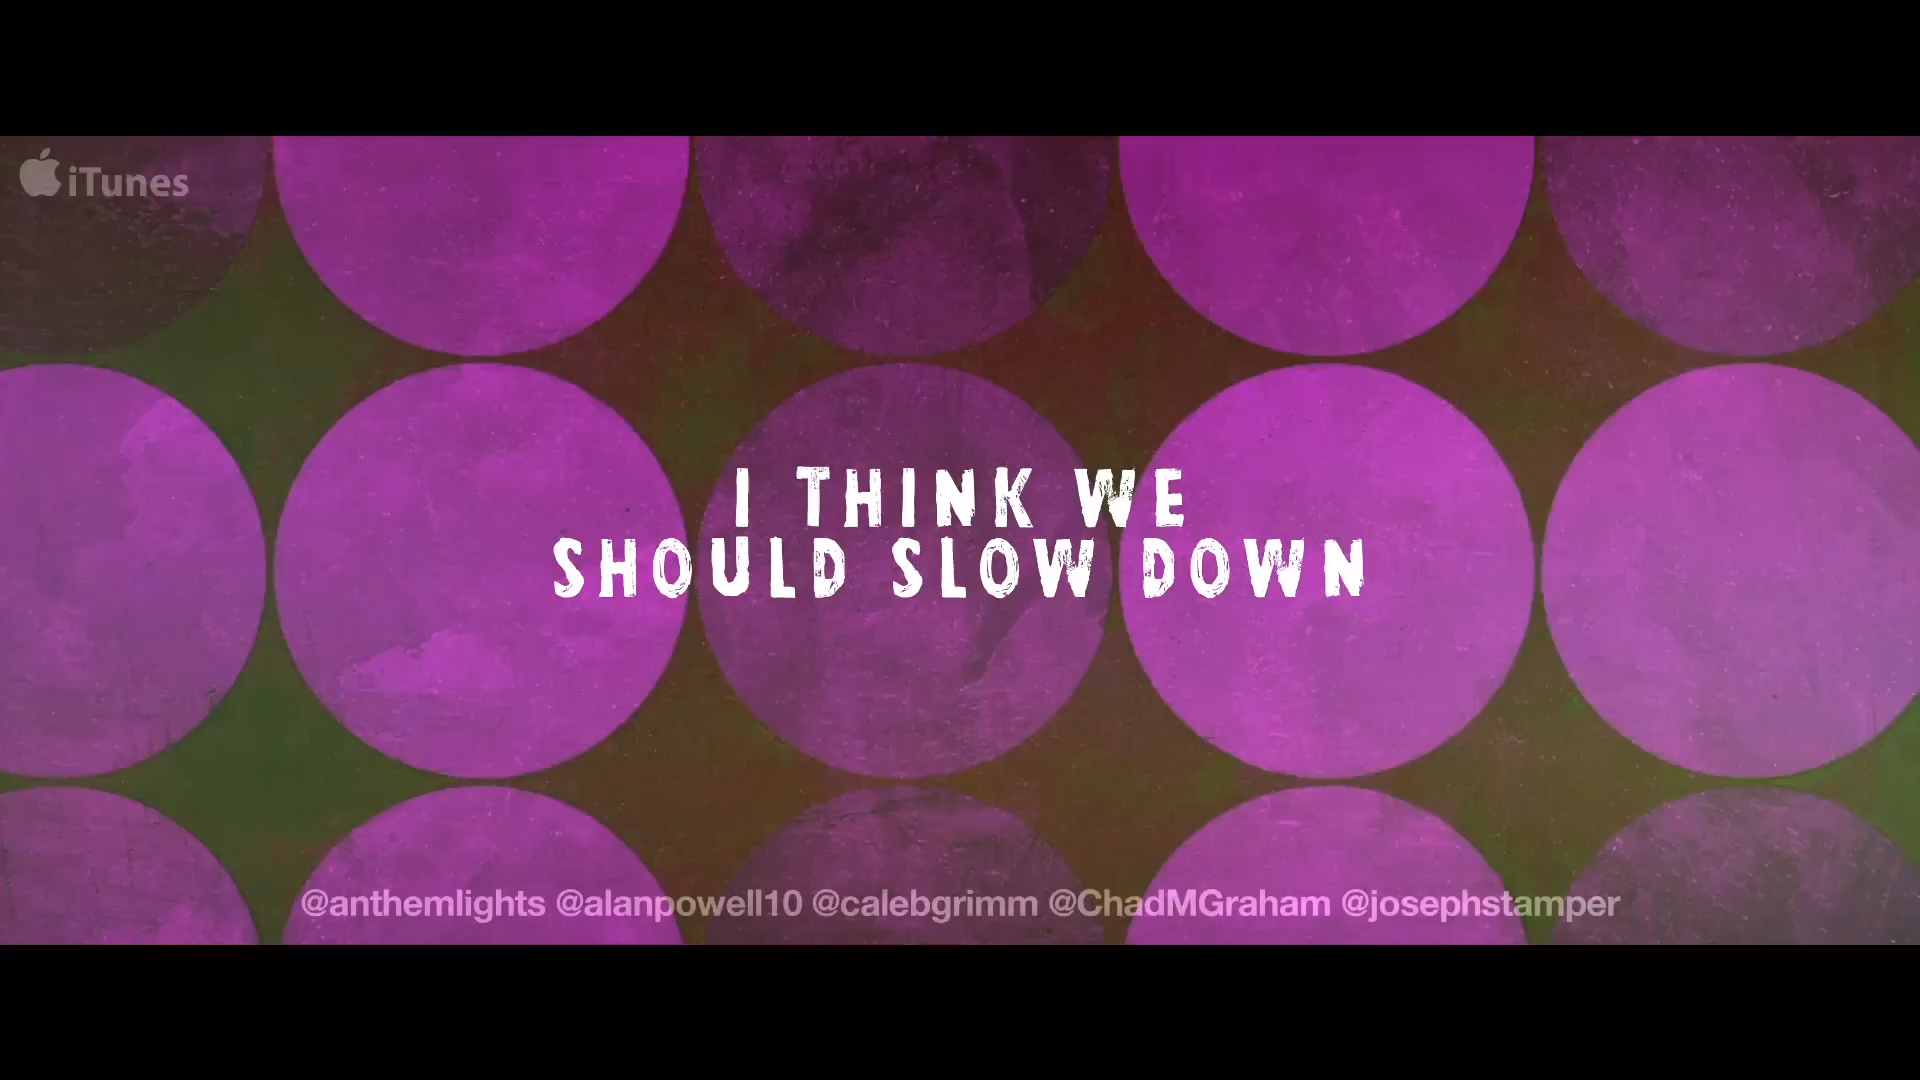 iTunes
I THINK WE
SHOULD SLOW DOWN
@anthemlights @alanpowell10 @calebgrimm @ChadMGraham @josephstamper